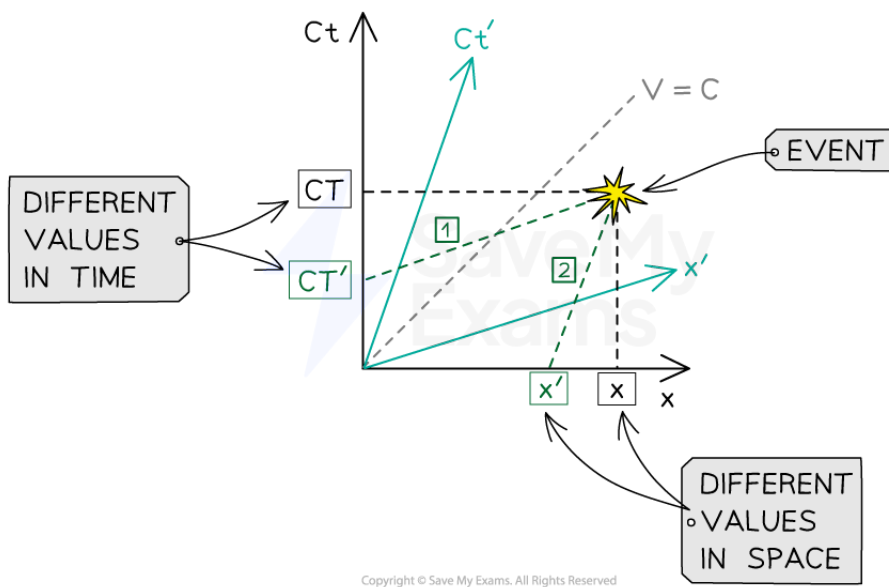 Ct
Ct′
V = C
EVENT
DIFFERENT
VALUES
IN TIME
CT
CT′
1
2
x′
x′
x
x
DIFFERENT
VALUES
IN SPACE
Save My
Exams
Copyright © Save My Exams. All Rights Reserved